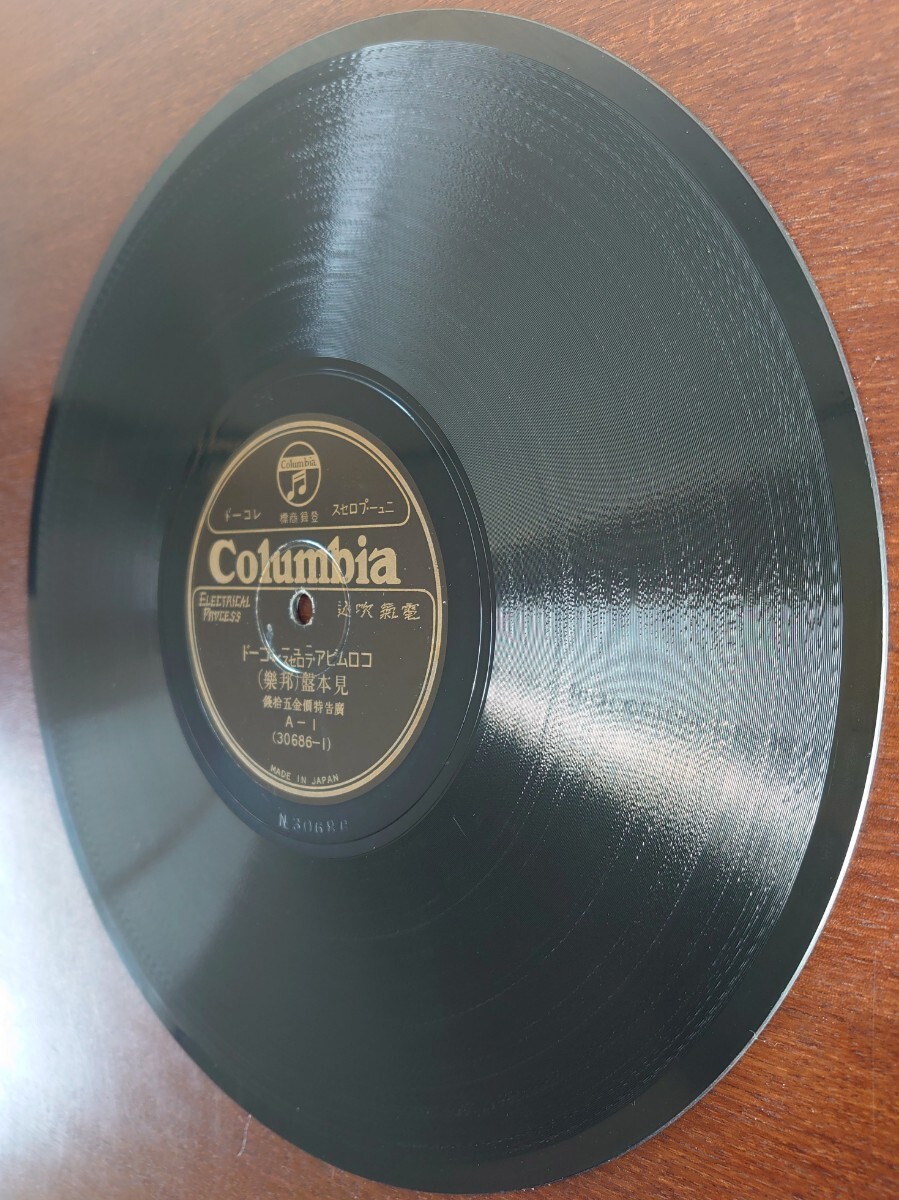 Columbia
ニュー・プロセス 登録商標 レコード
Columbia
ELECTRICAL PROCESS
電氣吹込
コロムビア・ニュープロセス・レコード
見本盤(邦樂)
廣告特價金五拾錢
A-1
(30686-1)
MADE IN JAPAN
N30686